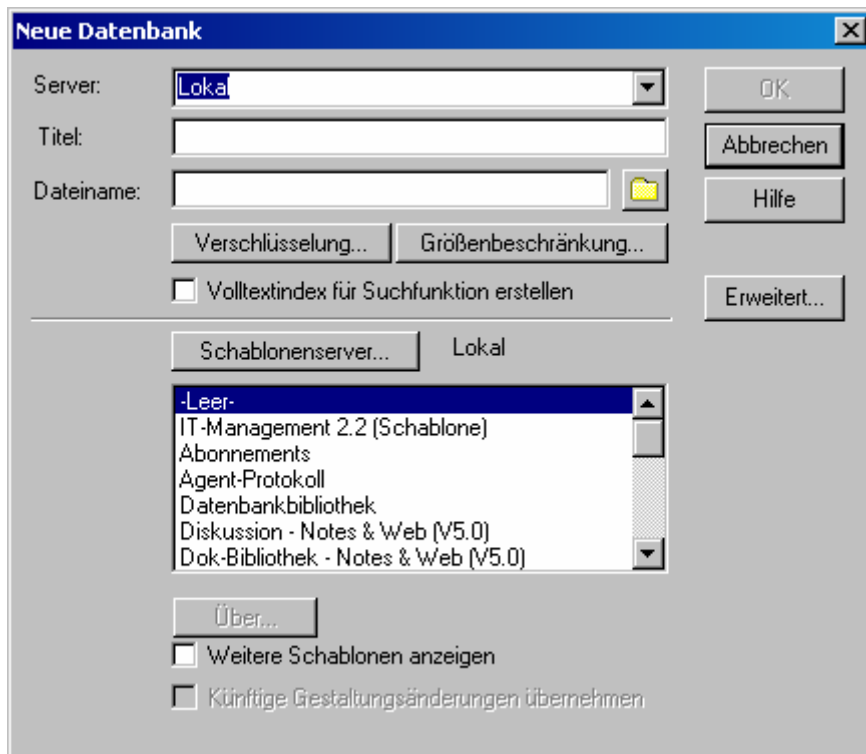 Neue Datenbank
Server: Lokal OK
Titel: Abbrechen
Dateiname: Hilfe
Verschlüsselung... Größenbeschränkung...
Volltextindex für Suchfunktion erstellen Erweitert...
Schablonenserver... Lokal
-Leer-
IT-Management 2.2 (Schablone)
Abonnements
Agent-Protokoll
Datenbankbibliothek
Diskussion - Notes & Web (V5.0)
Dok-Bibliothek - Notes & Web (V5.0)
Über...
Weitere Schablonen anzeigen
Künftige Gestaltungsänderungen übernehmen